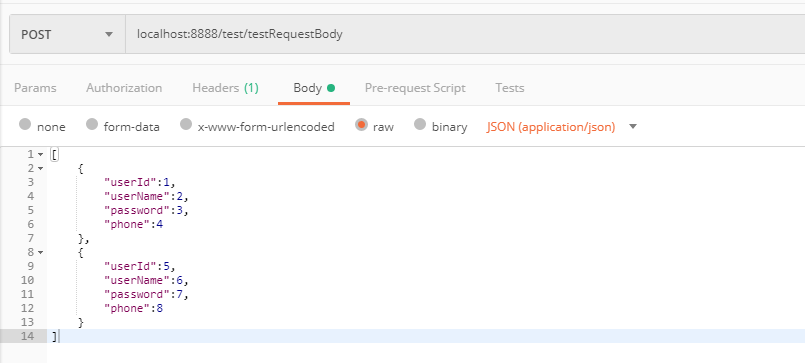 POST localhost:8888/test/testRequestBody
Params Authorization Headers (1) Body Pre-request Script Tests
none form-data x-www-form-urlencoded raw binary JSON (application/json)
1 [
2 {
3 "userId":1,
4 "userName":2,
5 "password":3,
6 "phone":4
7 },
8 {
9 "userId":5,
10 "userName":6,
11 "password":7,
12 "phone":8
13 }
14 ]